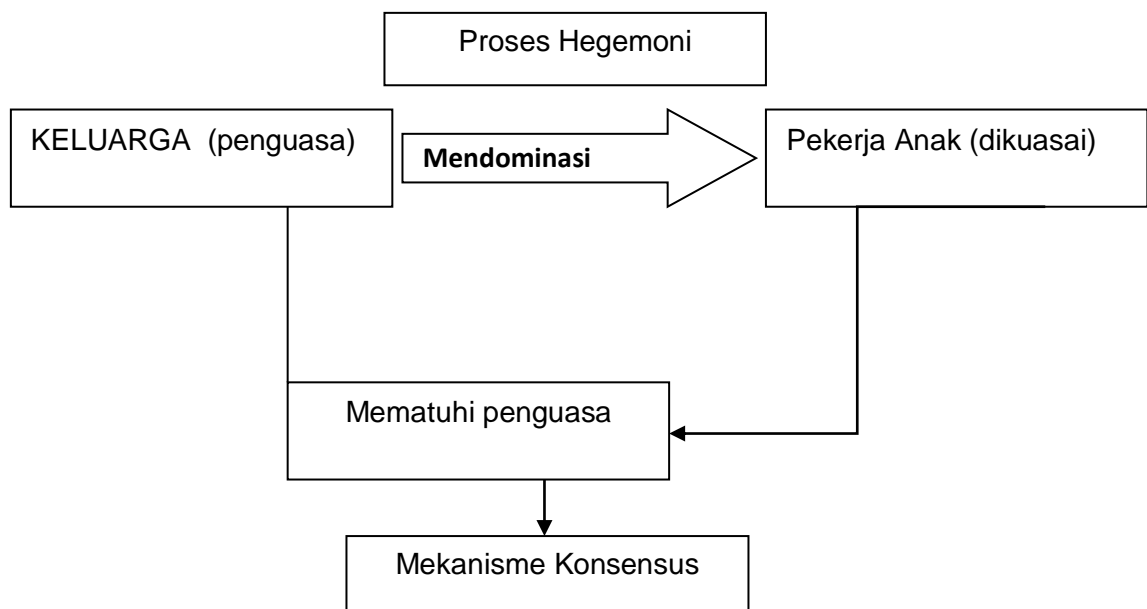 Proses Hegemoni
KELUARGA (penguasa)
Mendominasi
Pekerja Anak (dikuasai)
Mematuhi penguasa
Mekanisme Konsensus